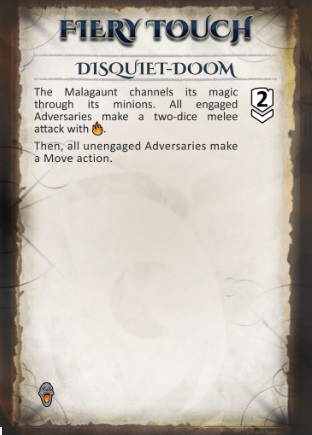 FIERY TOUCH
DISQUIET-DOOM
The Malagaunt channels its magic
through its minions. All engaged
Adversaries make a two-dice melee
attack with .
Then, all unengaged Adversaries make
a Move action.
2